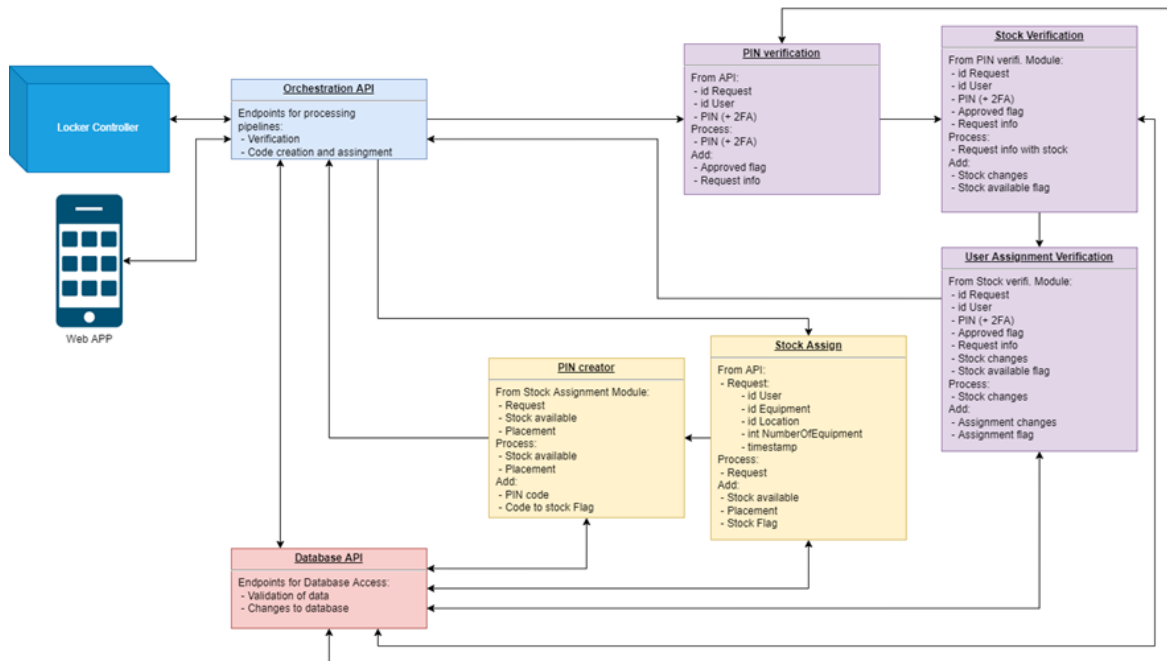 Locker Controller
Web APP
Orchestration API
Endpoints for processing
pipelines:
- Verification
- Code creation and assingment
PIN verification
From API:
- id Request
- id User
- PIN (+ 2FA)
Process:
- PIN (+ 2FA)
Add:
- Approved flag
- Request info
Stock Verification
From PIN verifi. Module:
- id Request
- id User
- PIN (+ 2FA)
- Approved flag
- Request info
Process:
- Request info with stock
Add:
- Stock changes
- Stock available flag
User Assignment Verification
From Stock verifi. Module:
- id Request
- id User
- PIN (+ 2FA)
- Approved flag
- Request info
- Stock changes
- Stock available flag
Process:
- Stock changes
Add:
- Assignment changes
- Assignment flag
Stock Assign
From API:
- Request:
- id User
- id Equipment
- id Location
- int NumberOfEquipment
- timestamp
Process:
- Request
Add:
- Stock available
- Placement
- Stock Flag
PIN creator
From Stock Assignment Module:
- Request
- Stock available
- Placement
Process:
- Stock available
- Placement
Add:
- PIN code
- Code to stock Flag
Database API
Endpoints for Database Access:
- Validation of data
- Changes to database